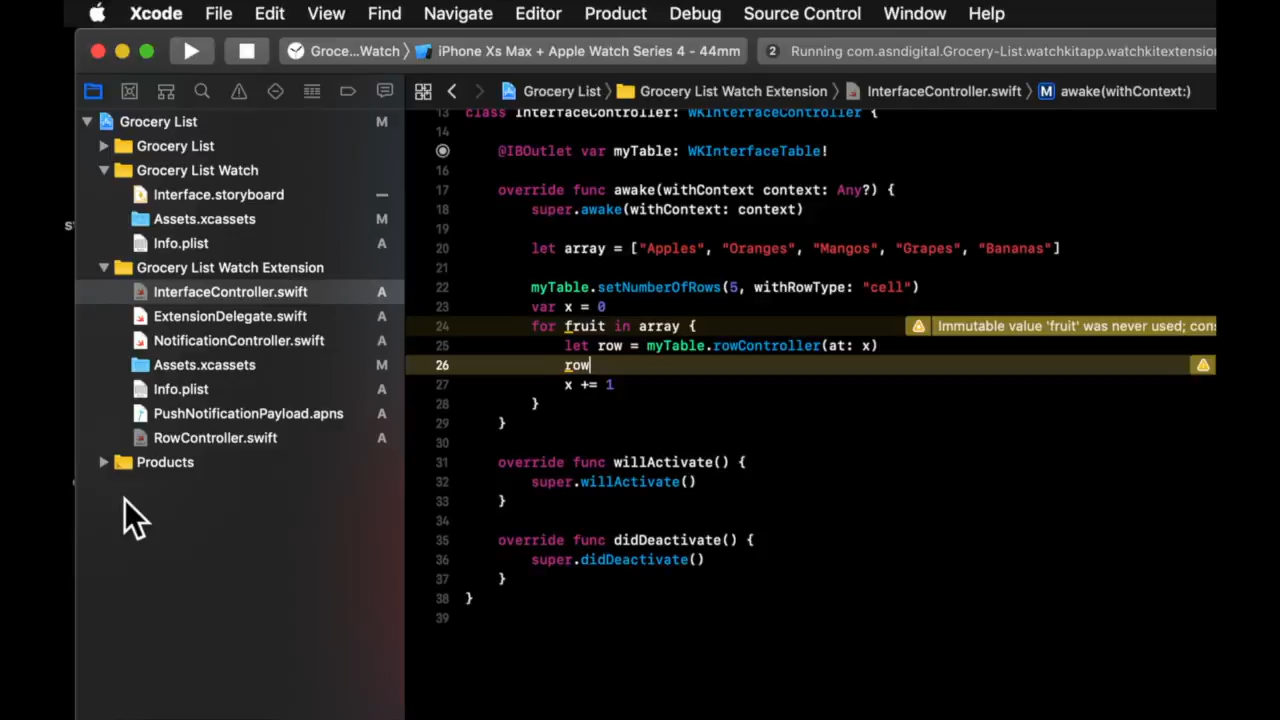 Xcode File Edit View Find Navigate Editor Product Debug Source Control Window Help
Groce...Watch iPhone Xs Max + Apple Watch Series 4 - 44mm 2 Running com.asndigital.Grocery-List.watchkitapp.watchkitextension
Grocery List Grocery List Watch Extension InterfaceController.swift M awake(withContext:)
Grocery List M
Grocery List
Grocery List Watch
Interface.storyboard —
Assets.xcassets M
Info.plist A
Grocery List Watch Extension
InterfaceController.swift A
ExtensionDelegate.swift A
NotificationController.swift A
Assets.xcassets M
Info.plist A
PushNotificationPayload.apns A
RowController.swift A
Products
13 class InterfaceController: WKInterfaceController {
14
@IBOutlet var myTable: WKInterfaceTable!
16
17 override func awake(withContext context: Any?) {
18 super.awake(withContext: context)
19
20 let array = ["Apples", "Oranges", "Mangos", "Grapes", "Bananas"]
21
22 myTable.setNumberOfRows(5, withRowType: "cell")
23 var x = 0
24 for fruit in array { Immutable value 'fruit' was never used; cons
25 let row = myTable.rowController(at: x)
26 row
27 x += 1
28 }
29 }
30
31 override func willActivate() {
32 super.willActivate()
33 }
34
35 override func didDeactivate() {
36 super.didDeactivate()
37 }
38 }
39